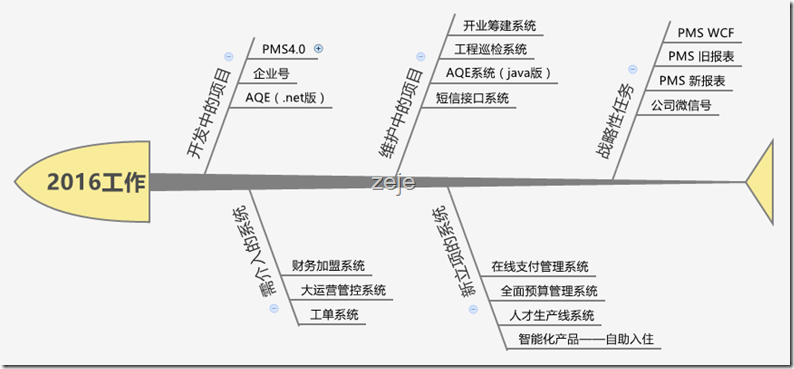 2016工作
开发中的项目
PMS4.0
企业号
AQE（.net版）
维护中的项目
开业筹建系统
工程巡检系统
AQE系统（java版）
短信接口系统
战略性任务
PMS WCF
PMS 旧报表
PMS 新报表
公司微信号
zeje
需介入的系统
财务加盟系统
大运营管控系统
工单系统
新立项的系统
在线支付管理系统
全面预算管理系统
人才生产线系统
智能化产品——自助入住